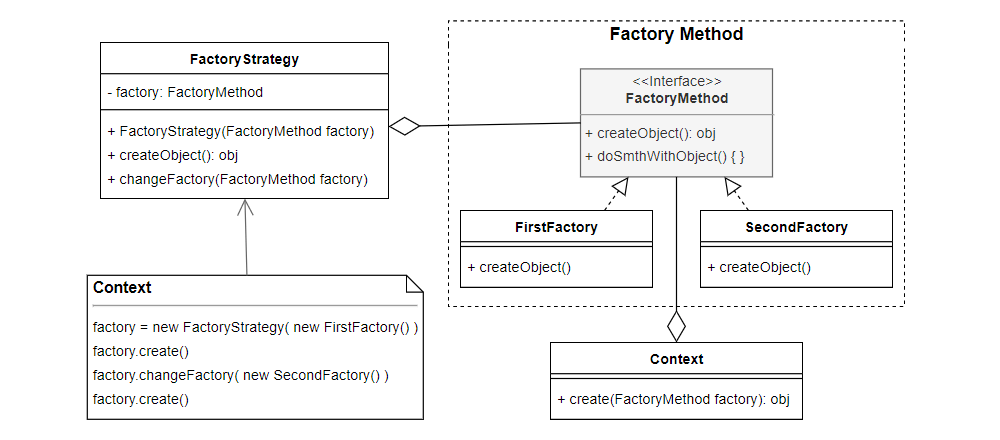 Factory Method
FactoryStrategy
- factory: FactoryMethod
+ FactoryStrategy(FactoryMethod factory)
+ createObject(): obj
+ changeFactory(FactoryMethod factory)
<<Interface>>
FactoryMethod
+ createObject(): obj
+ doSmthWithObject() { }
FirstFactory
+ createObject()
SecondFactory
+ createObject()
Context
factory = new FactoryStrategy( new FirstFactory() )
factory.create()
factory.changeFactory( new SecondFactory() )
factory.create()
Context
+ create(FactoryMethod factory): obj